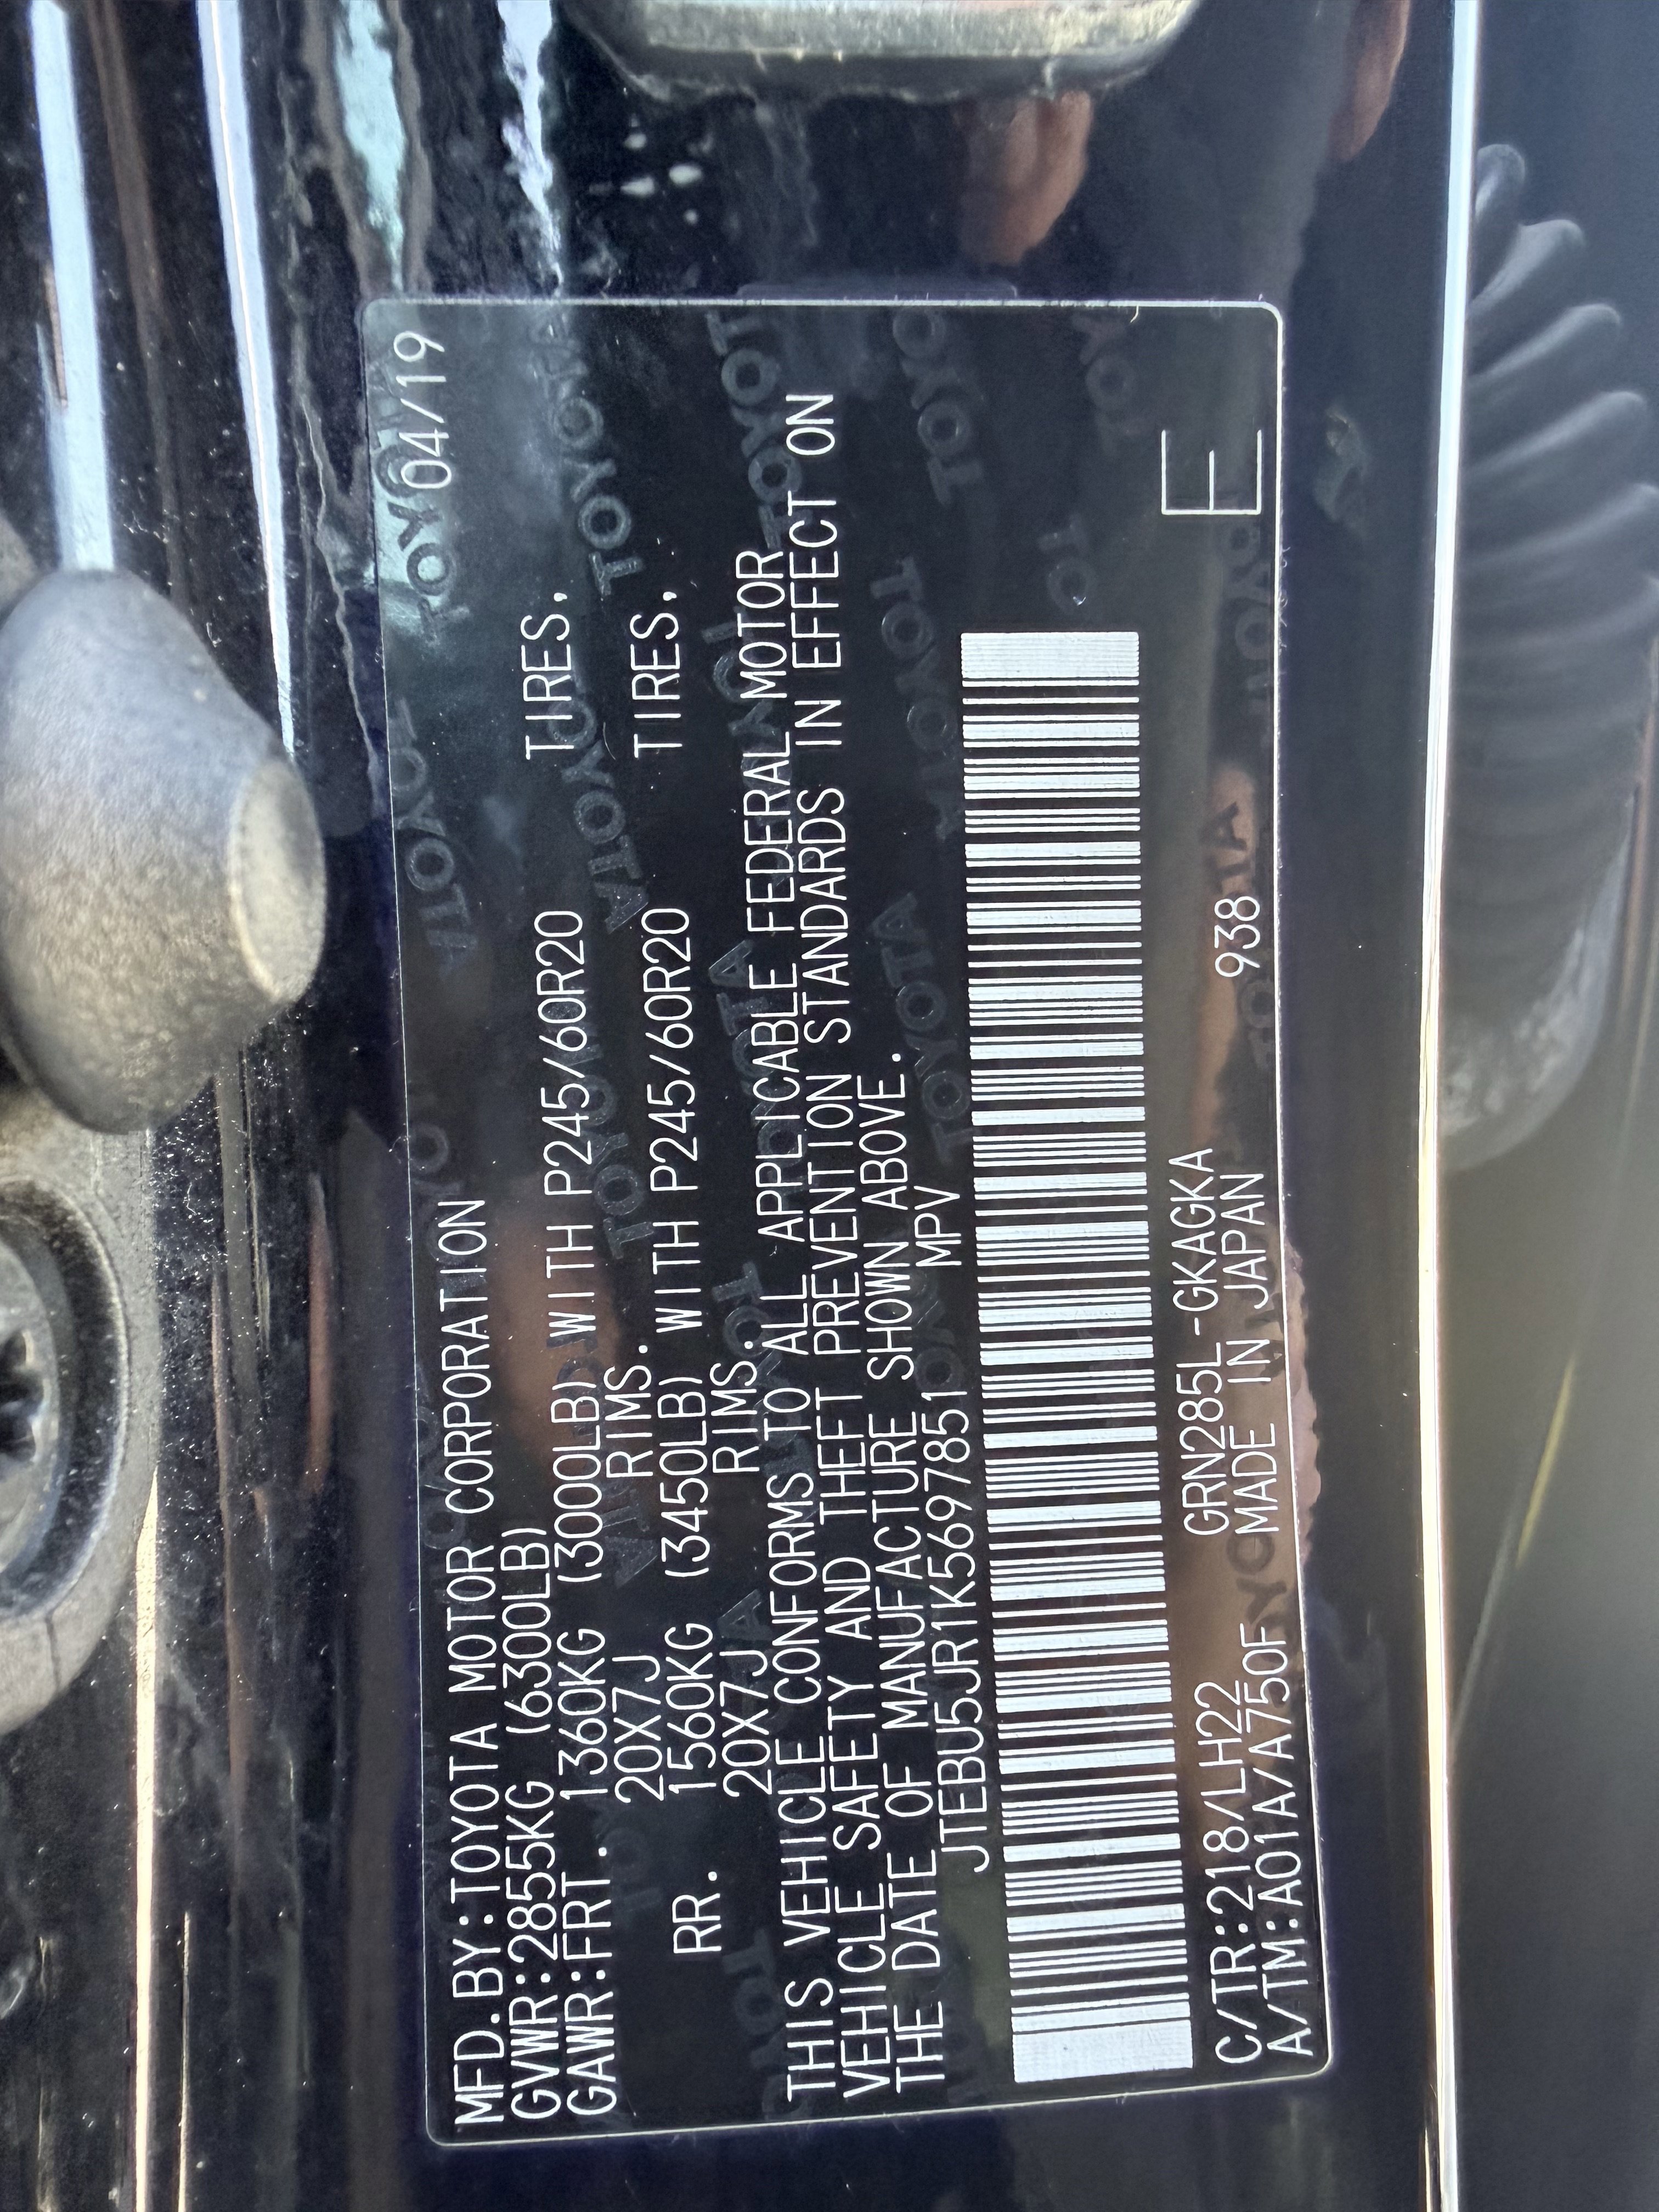 MFD.BY:TOYOTA MOTOR CORPORATION 04/19
GVWR:2855KG (6300LB)
GAWR:FRT. 1360KG (3000LB) WITH P245/60R20 TIRES,
20X7J RIMS.
RR. 1560KG (3450LB) WITH P245/60R20 TIRES,
20X7J RIMS.
THIS VEHICLE CONFORMS TO ALL APPLICABLE FEDERAL MOTOR
VEHICLE SAFETY AND THEFT PREVENTION STANDARDS IN EFFECT ON
THE DATE OF MANUFACTURE SHOWN ABOVE.
JTEBU5JR1K5697851 MPV
C/TR:218/LH22 GRN285L-GKAGKA
A/TM:A01A/A750F MADE IN JAPAN 938
E